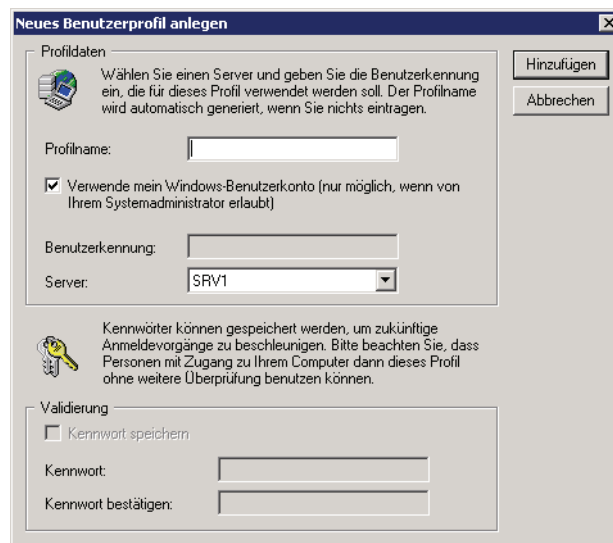 Neues Benutzerprofil anlegen
Profildaten
Wählen Sie einen Server und geben Sie die Benutzerkennung
ein, die für dieses Profil verwendet werden soll. Der Profilname
wird automatisch generiert, wenn Sie nichts eintragen.
Hinzufügen
Abbrechen
Profilname:
Verwende mein Windows-Benutzerkonto (nur möglich, wenn von
Ihrem Systemadministrator erlaubt)
Benutzerkennung:
Server: SRV1
Kennwörter können gespeichert werden, um zukünftige
Anmeldevorgänge zu beschleunigen. Bitte beachten Sie, dass
Personen mit Zugang zu Ihrem Computer dann dieses Profil
ohne weitere Überprüfung benutzen können.
Validierung
Kennwort speichern
Kennwort:
Kennwort bestätigen: